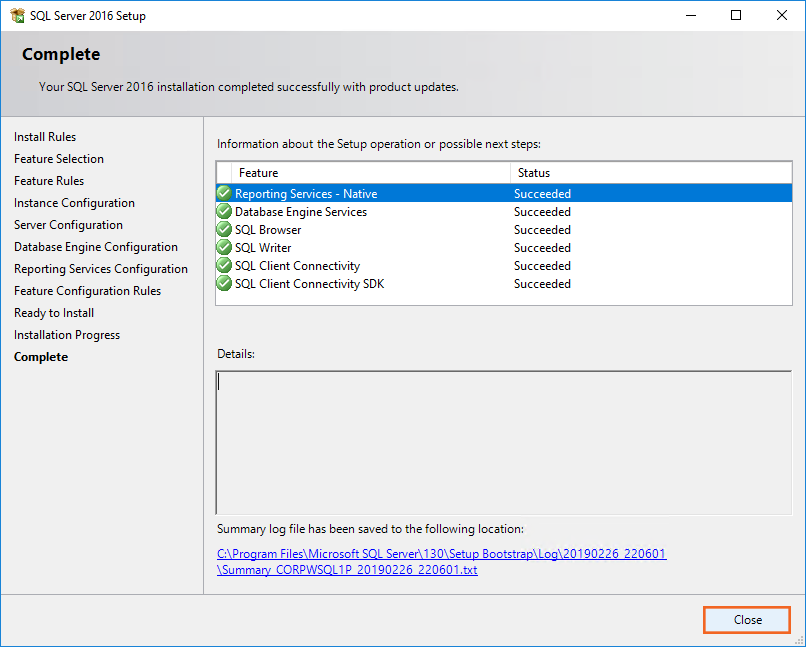 SQL Server 2016 Setup
Complete
Your SQL Server 2016 installation completed successfully with product updates.
Install Rules
Feature Selection
Feature Rules
Instance Configuration
Server Configuration
Database Engine Configuration
Reporting Services Configuration
Feature Configuration Rules
Ready to Install
Installation Progress
Complete
Information about the Setup operation or possible next steps:
Feature Status
Reporting Services - Native Succeeded
Database Engine Services Succeeded
SQL Browser Succeeded
SQL Writer Succeeded
SQL Client Connectivity Succeeded
SQL Client Connectivity SDK Succeeded
Details:
Summary log file has been saved to the following location:
C:\Program Files\Microsoft SQL Server\130\Setup Bootstrap\Log\20190226_220601
\Summary_CORPWSQL1P_20190226_220601.txt
Close